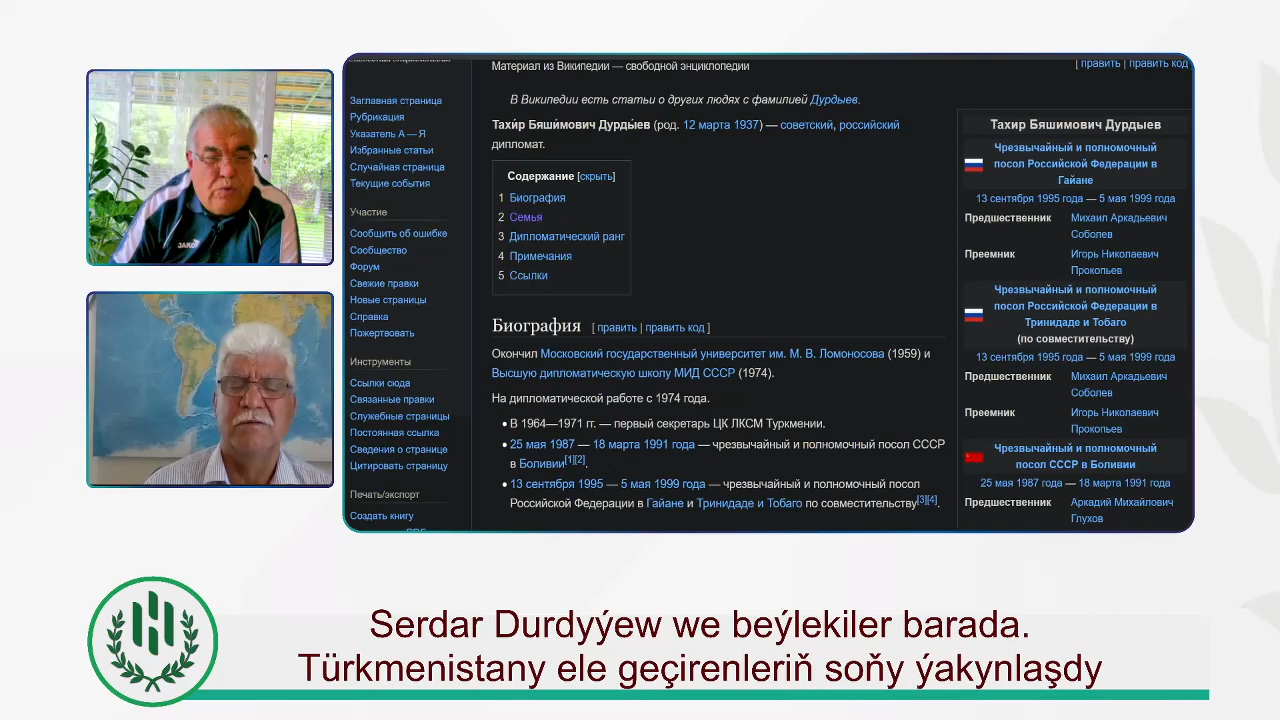 JAKO
Материал из Википедии — свободной энциклопедии
[ править | править код
Заглавная страница
Рубрикация
Указатель А — Я
Избранные статьи
Случайная страница
Текущие события
Участие
Сообщить об ошибке
Сообщество
Форум
Свежие правки
Новые страницы
Справка
Пожертвовать
Инструменты
Ссылки сюда
Связанные правки
Служебные страницы
Постоянная ссылка
Сведения о странице
Цитировать страницу
Печать/экспорт
Создать книгу
В Википедии есть статьи о других людях с фамилией Дурдыев.
Тахи́р Бяши́мович Дурды́ев (род. 12 марта 1937) — советский, российский
дипломат.
Содержание [скрыть]
1 Биография
2 Семья
3 Дипломатический ранг
4 Примечания
5 Ссылки
Биография [ править | править код ]
Окончил Московский государственный университет им. М. В. Ломоносова (1959) и
Высшую дипломатическую школу МИД СССР (1974).
На дипломатической работе с 1974 года.
• В 1964—1971 гг. — первый секретарь ЦК ЛКСМ Туркмении.
• 25 мая 1987 — 18 марта 1991 года — чрезвычайный и полномочный посол СССР
в Боливии[1][2].
• 13 сентября 1995 — 5 мая 1999 года — чрезвычайный и полномочный посол
Российской Федерации в Гайане и Тринидаде и Тобаго по совместительству[3][4].
Тахир Бяшимович Дурдыев
Чрезвычайный и полномочный
посол Российской Федерации в
Гайане
13 сентября 1995 года — 5 мая 1999 года
Предшественник Михаил Аркадьевич
Соболев
Преемник Игорь Николаевич
Прокопьев
Чрезвычайный и полномочный
посол Российской Федерации в
Тринидаде и Тобаго
(по совместительству)
13 сентября 1995 года — 5 мая 1999 года
Предшественник Михаил Аркадьевич
Соболев
Преемник Игорь Николаевич
Прокопьев
Чрезвычайный и полномочный
посол СССР в Боливии
25 мая 1987 года — 18 марта 1991 года
Предшественник Аркадий Михайлович
Глухов
Serdar Durdyýew we beýlekiler barada.
Türkmenistany ele geçirenleriň soňy ýakynlaşdy